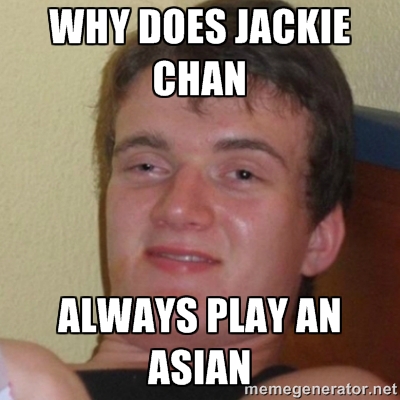 WHY DOES JACKIE
CHAN
ALWAYS PLAY AN
ASIAN
memegenerator.net